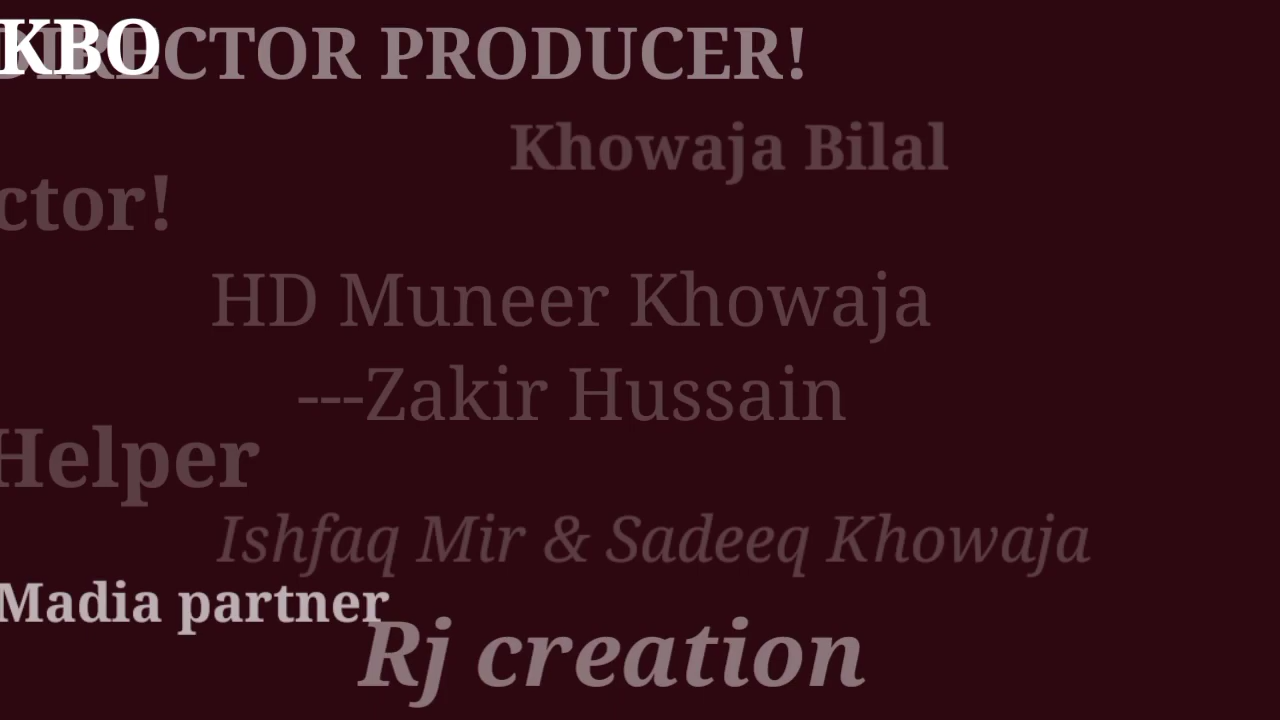 KBO
DIRECTOR PRODUCER!
Khowaja Bilal
ctor!
HD Muneer Khowaja
---Zakir Hussain
Helper
Ishfaq Mir & Sadeeq Khowaja
Madia partner
Rj creation